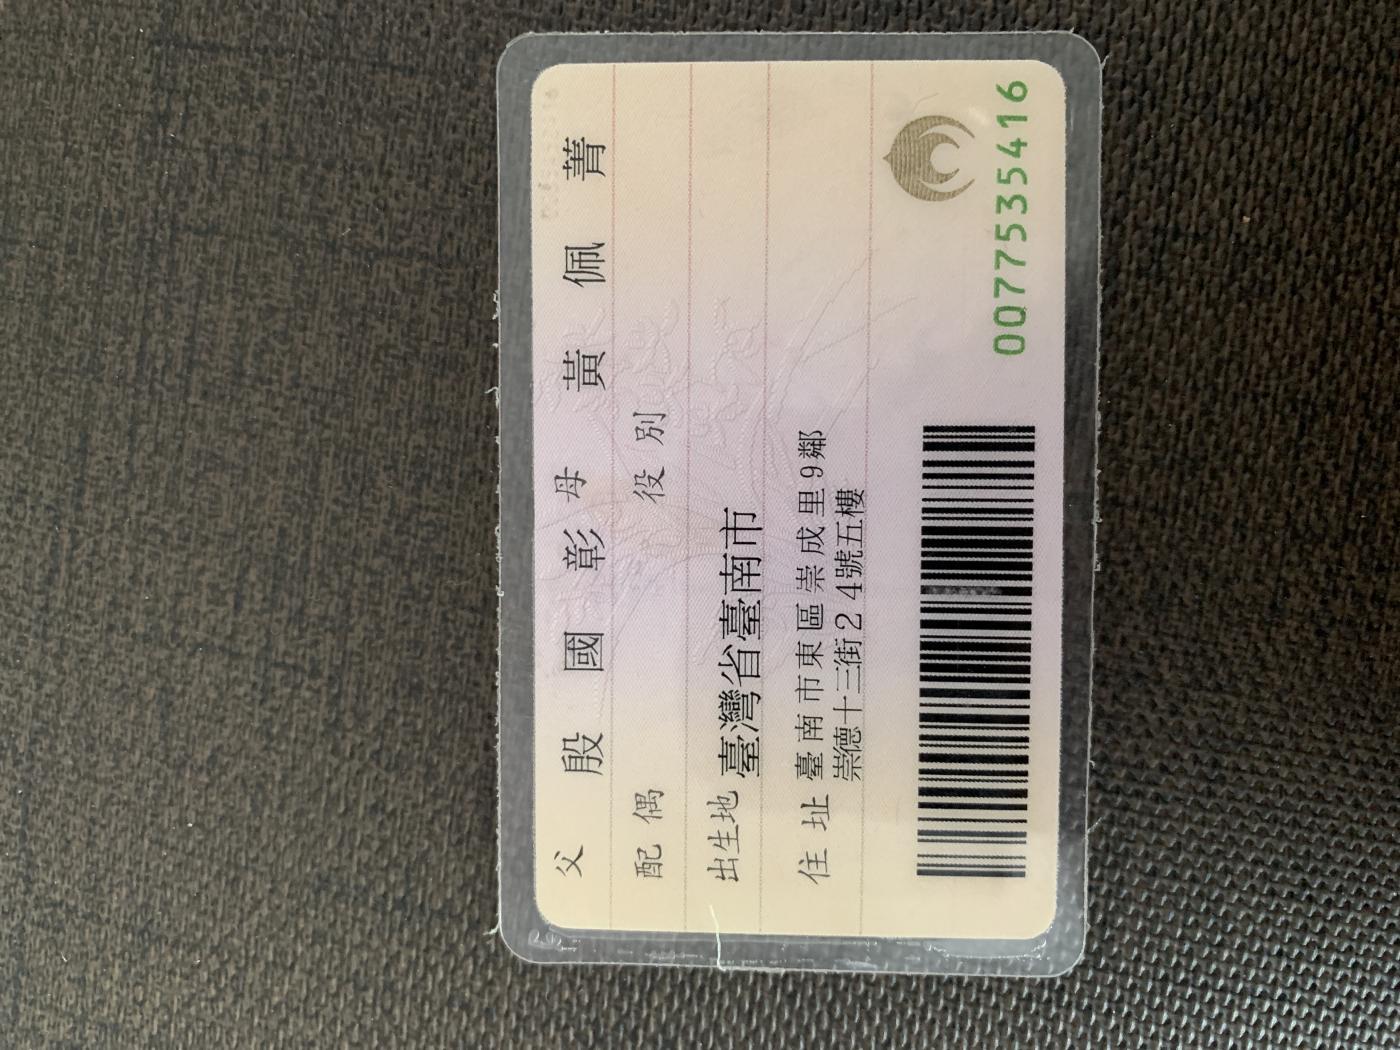 父 殷國彰 母 黃佩菁
配偶 役別
出生地 臺灣省臺南市
住址 臺南市東區崇成里9鄰
崇德十三街24號五樓
0077535416